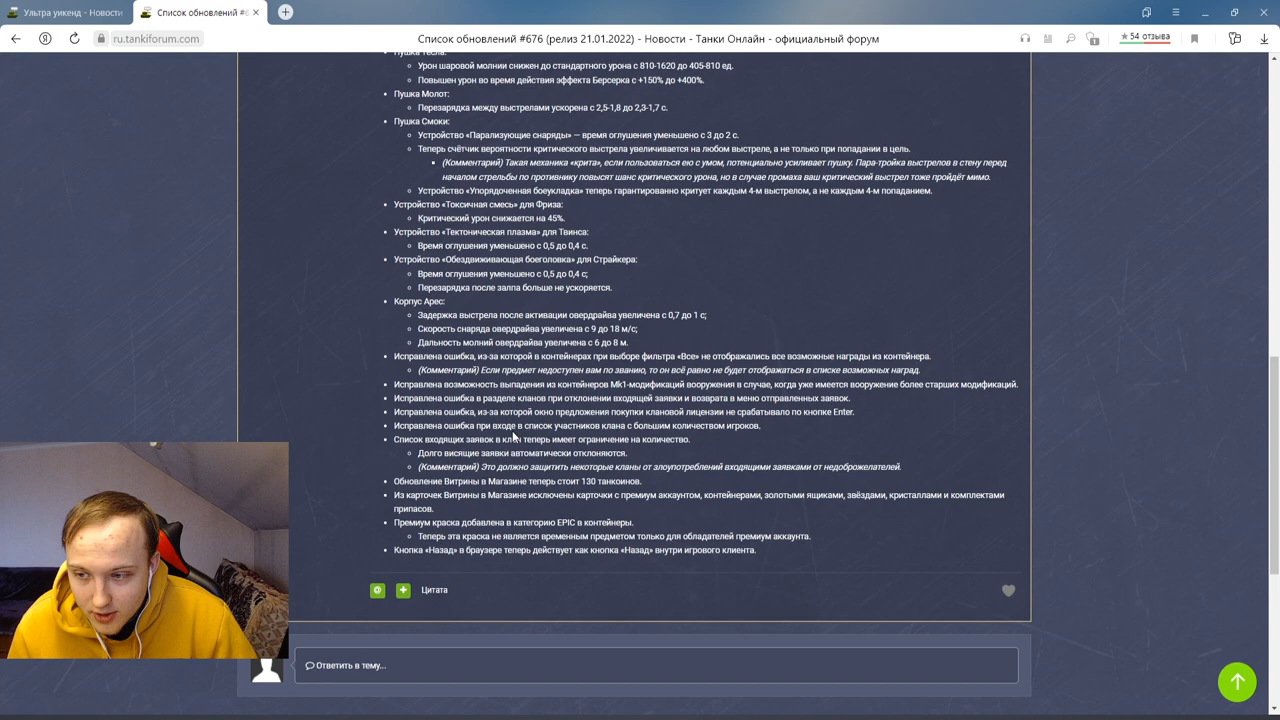 Ультра уикенд - Новости
Список обновлений #6
ru.tankiforum.com
Список обновлений #676 (релиз 21.01.2022) - Новости - Танки Онлайн - официальный форум
★ 54 отзыва
Пушка Тесла:
Урон шаровой молнии снижен до стандартного урона с 810-1620 до 405-810 ед.
Повышен урон во время действия эффекта Берсерка с +150% до +400%.
Пушка Молот:
Перезарядка между выстрелами ускорена с 2,5-1,8 до 2,3-1,7 с.
Пушка Смоки:
Устройство «Парализующие снаряды» — время оглушения уменьшено с 3 до 2 с.
Теперь счётчик вероятности критического выстрела увеличивается на любом выстреле, а не только при попадании в цель.
(Комментарий) Такая механика «крита», если пользоваться ею с умом, потенциально усиливает пушку. Пара-тройка выстрелов в стену перед
началом стрельбы по противнику повысят шанс критического урона, но в случае промаха ваш критический выстрел тоже пройдёт мимо.
Устройство «Упорядоченная боеукладка» теперь гарантированно критует каждым 4-м выстрелом, а не каждым 4-м попаданием.
Устройство «Токсичная смесь» для Фриза:
Критический урон снижается на 45%.
Устройство «Тектоническая плазма» для Твинса:
Время оглушения уменьшено с 0,5 до 0,4 с.
Устройство «Обездвиживающая боеголовка» для Страйкера:
Время оглушения уменьшено с 0,5 до 0,4 с;
Перезарядка после залпа больше не ускоряется.
Корпус Арес:
Задержка выстрела после активации овердрайва увеличена с 0,7 до 1 с;
Скорость снаряда овердрайва увеличена с 9 до 18 м/с;
Дальность молний овердрайва увеличена с 6 до 8 м.
Исправлена ошибка, из-за которой в контейнерах при выборе фильтра «Все» не отображались все возможные награды из контейнера.
(Комментарий) Если предмет недоступен вам по званию, то он всё равно не будет отображаться в списке возможных наград.
Исправлена возможность выпадения из контейнеров Mk1-модификаций вооружения в случае, когда уже имеется вооружение более старших модификаций.
Исправлена ошибка в разделе кланов при отклонении входящей заявки и возврата в меню отправленных заявок.
Исправлена ошибка, из-за которой окно предложения покупки клановой лицензии не срабатывало по кнопке Enter.
Исправлена ошибка при входе в список участников клана с большим количеством игроков.
Список входящих заявок в клан теперь имеет ограничение на количество.
Долго висящие заявки автоматически отклоняются.
(Комментарий) Это должно защитить некоторые кланы от злоупотреблений входящими заявками от недоброжелателей.
Обновление Витрины в Магазине теперь стоит 130 танкоинов.
Из карточек Витрины в Магазине исключены карточки с премиум аккаунтом, контейнерами, золотыми ящиками, звёздами, кристаллами и комплектами
припасов.
Премиум краска добавлена в категорию EPIC в контейнеры.
Теперь эта краска не является временным предметом только для обладателей премиум аккаунта.
Кнопка «Назад» в браузере теперь действует как кнопка «Назад» внутри игрового клиента.
Цитата
Ответить в тему...